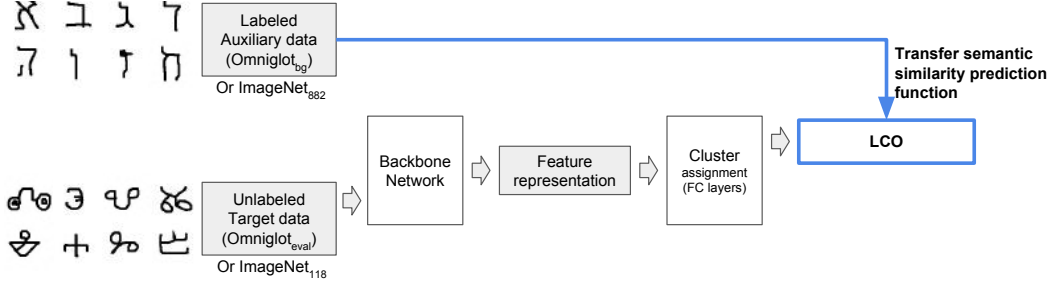 א ב ג ד
ה ו ז ח
Labeled
Auxiliary data
(Omniglot_bg)
Or ImageNet_882
Transfer semantic
similarity prediction
function
LCO
Backbone
Network
Feature
representation
Cluster
assignment
(FC layers)
Unlabeled
Target data
(Omniglot_eval)
Or ImageNet_118